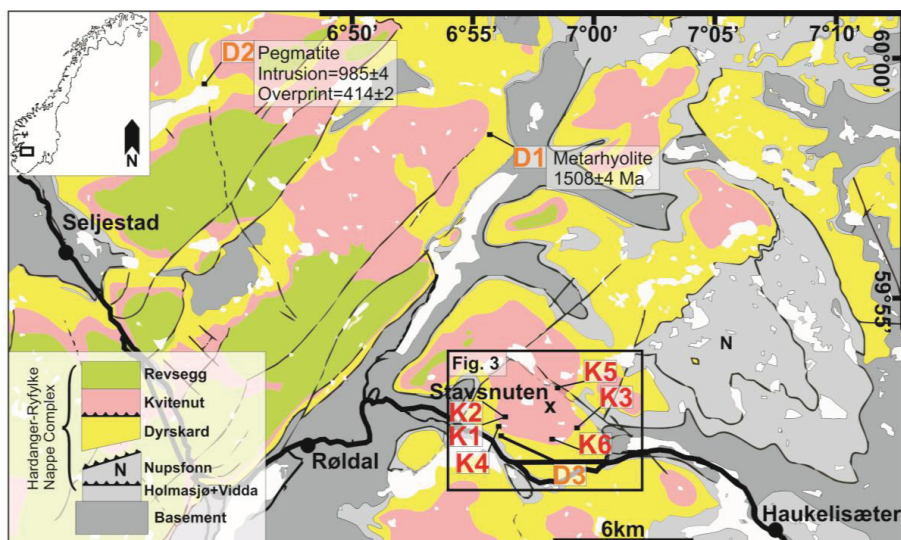 6°50' 6°55' 7°00' 7°05' 7°10'
60°00'
59°55'
N
D2 Pegmatite
Intrusion=985±4
Overprint=414±2
D1 Metarhyolite
1508±4 Ma
Seljestad
N
Fig. 3
Stavsnuten
x
K5
K3
K2
K1
K4
K6
D3
Røldal
Haukelisæter
6km
Hardanger-Ryfylke
Nappe Complex
Revsegg
Kvitenut
Dyrskard
N Nupsfonn
Holmasjø+Vidda
Basement